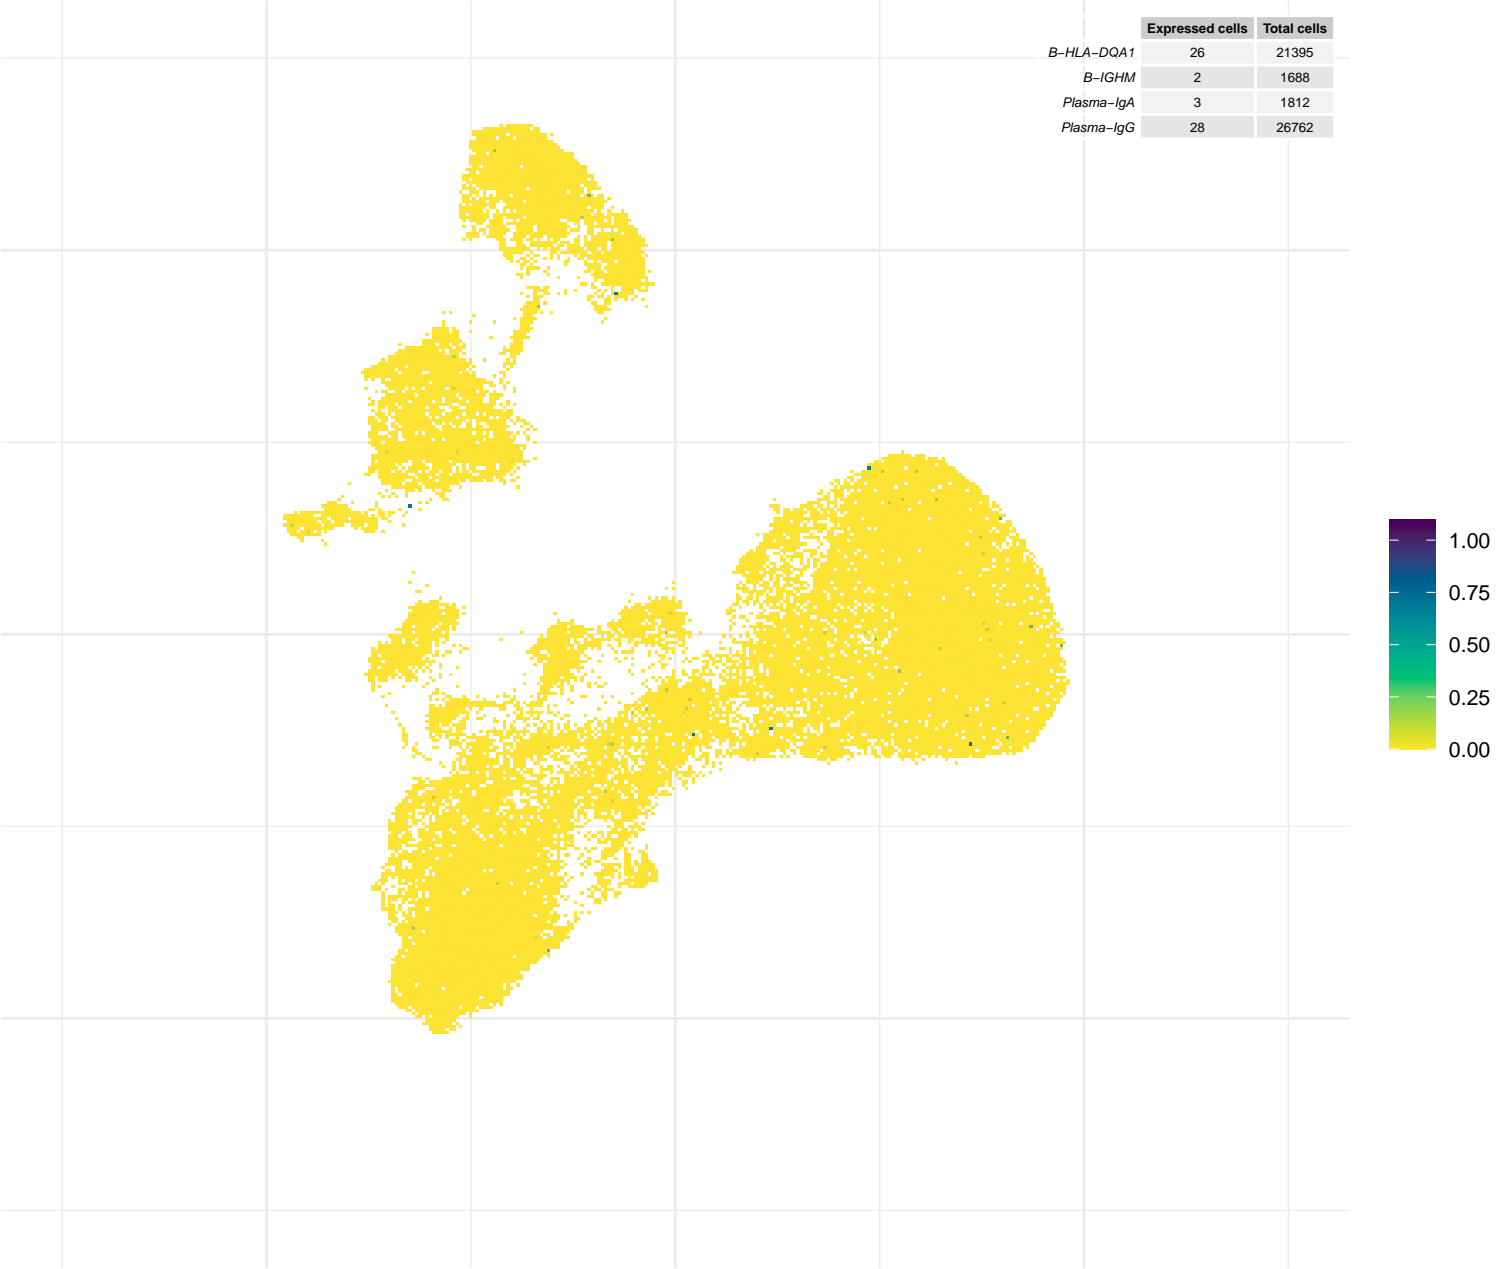 Expressed cells Total cells
B−HLA−DQA1 26 21395
B−IGHM 2 1688
Plasma−IgA 3 1812
Plasma−IgG 28 26762
1.00
0.75
0.50
0.25
0.00